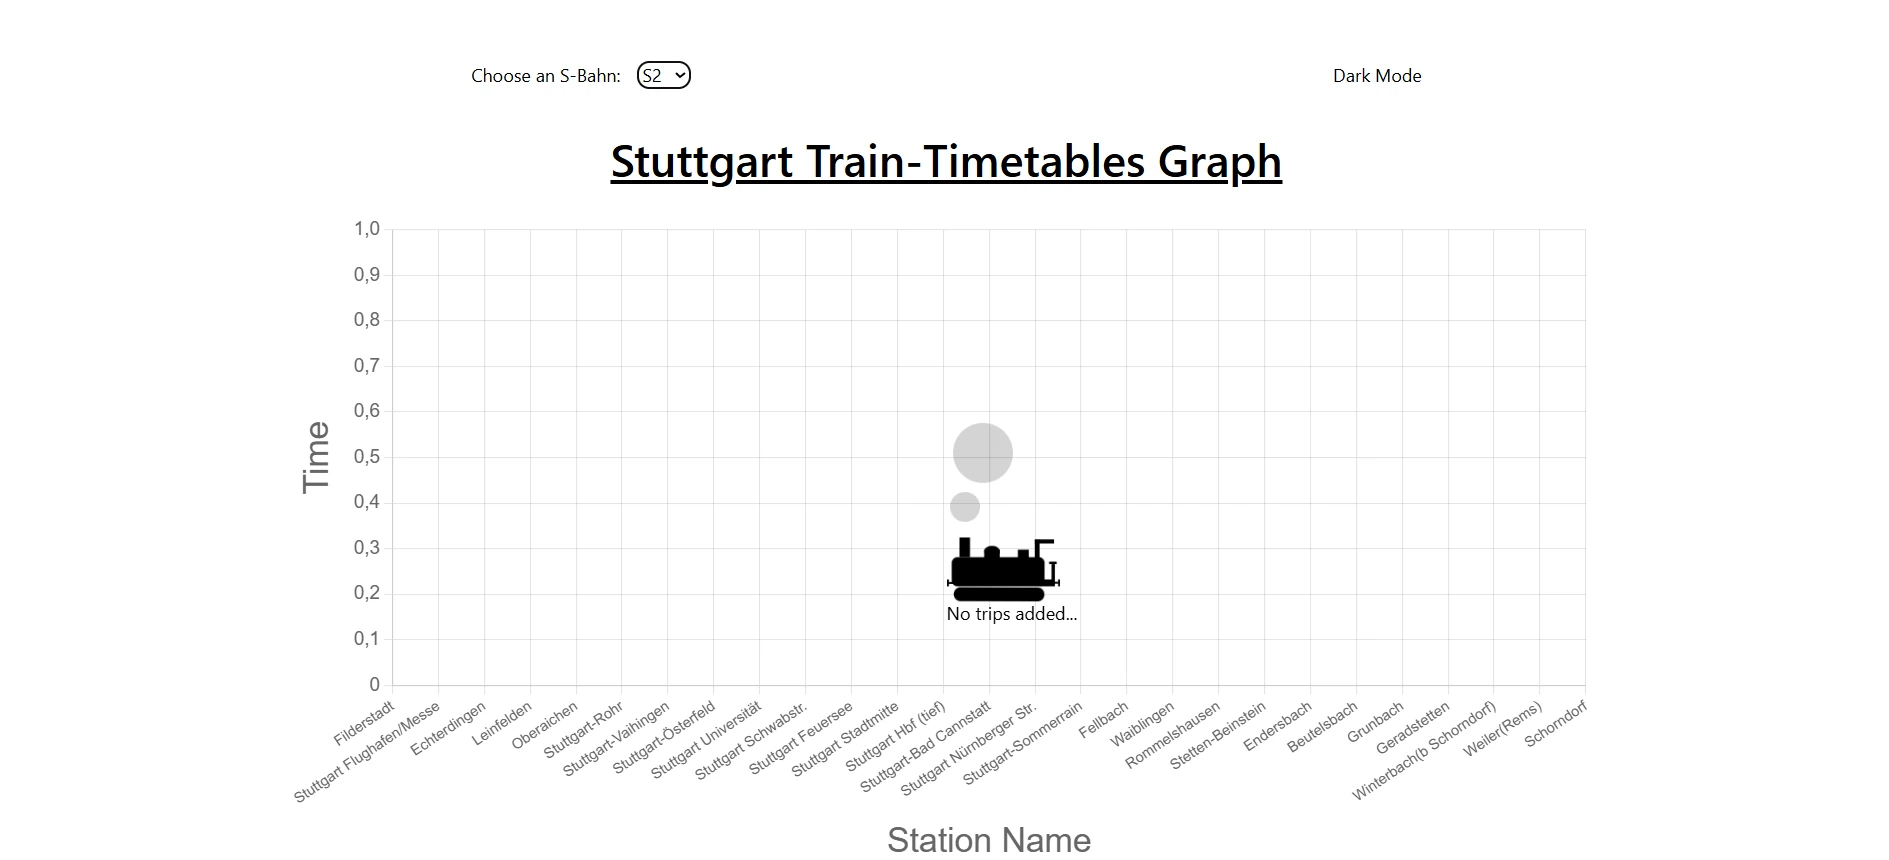 Choose an S-Bahn: S2
Dark Mode
Stuttgart Train-Timetables Graph
1,0
0,9
0,8
0,7
0,6
0,5
0,4
0,3
0,2
0,1
0
Time
No trips added...
Filderstadt
Stuttgart Flughafen/Messe
Echterdingen
Leinfelden
Oberaichen
Stuttgart-Rohr
Stuttgart-Vaihingen
Stuttgart-Österfeld
Stuttgart Universität
Stuttgart Schwabstr.
Stuttgart Feuersee
Stuttgart Stadtmitte
Stuttgart Hbf (tief)
Stuttgart-Bad Cannstatt
Stuttgart Nürnberger Str.
Stuttgart-Sommerrain
Fellbach
Waiblingen
Rommelshausen
Stetten-Beinstein
Endersbach
Beutelsbach
Grunbach
Geradstetten
Winterbach(b Schorndorf)
Weiler(Rems)
Schorndorf
Station Name